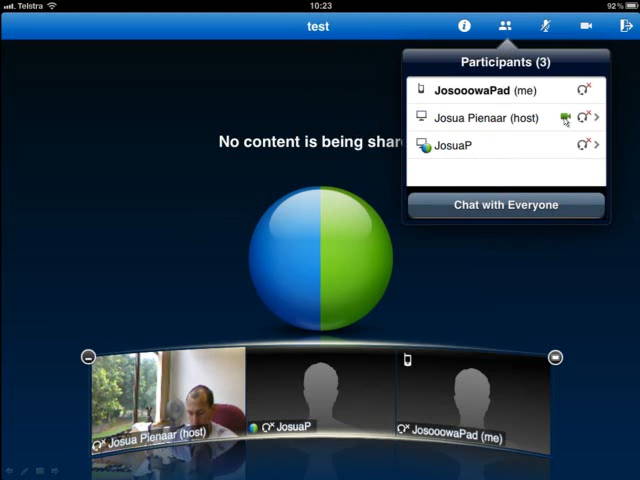 Telstra
10:23
92%
test
Participants (3)
JosooowaPad (me)
Josua Pienaar (host)
JosuaP
Chat with Everyone
No content is being share
Josua Pienaar (host)
JosuaP
JosooowaPad (me)